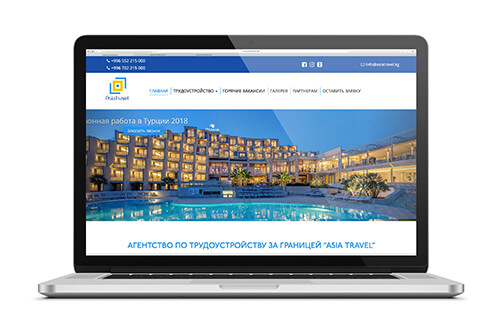 +996 552 215 000
+996 702 215 000
info@asiatravel.kg
AsiaTravel
ГЛАВНАЯ ТРУДОУСТРОЙСТВО ГОРЯЧИЕ ВАКАНСИИ ГАЛЕРЕЯ ПАРТНЕРАМ ОСТАВИТЬ ЗАЯВКУ
онная работа в Турции 2018
ЗАКАЗАТЬ ЗВОНОК
АГЕНТСТВО ПО ТРУДОУСТРОЙСТВУ ЗА ГРАНИЦЕЙ "ASIA TRAVEL"